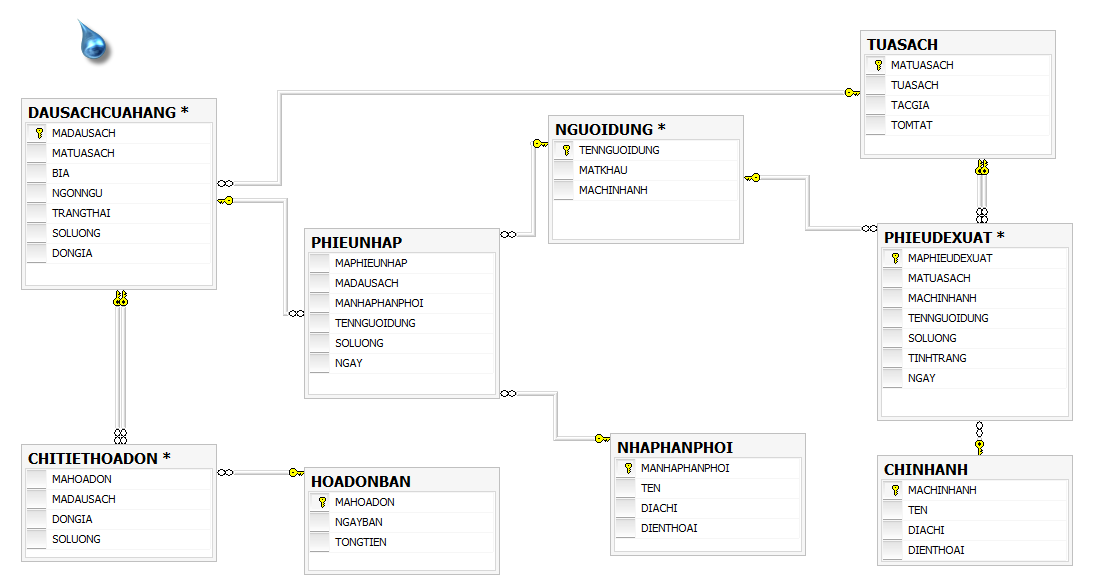 TUASACH
MATUASACH
TUASACH
TACGIA
TOMTAT
DAUSACHCUAHANG *
MADAUSACH
MATUASACH
BIA
NGONNGU
TRANGTHAI
SOLUONG
DONGIA
NGUOIDUNG *
TENNGUOIDUNG
MATKHAU
MACHINHANH
PHIEUNHAP
MAPHIEUNHAP
MADAUSACH
MANHAPHANPHOI
TENNGUOIDUNG
SOLUONG
NGAY
PHIEUDEXUAT *
MAPHIEUDEXUAT
MATUASACH
MACHINHANH
TENNGUOIDUNG
SOLUONG
TINHTRANG
NGAY
CHITIETHOADON *
MAHOADON
MADAUSACH
DONGIA
SOLUONG
HOADONBAN
MAHOADON
NGAYBAN
TONGTIEN
NHAPHANPHOI
MANHAPHANPHOI
TEN
DIACHI
DIENTHOAI
CHINHANH
MACHINHANH
TEN
DIACHI
DIENTHOAI